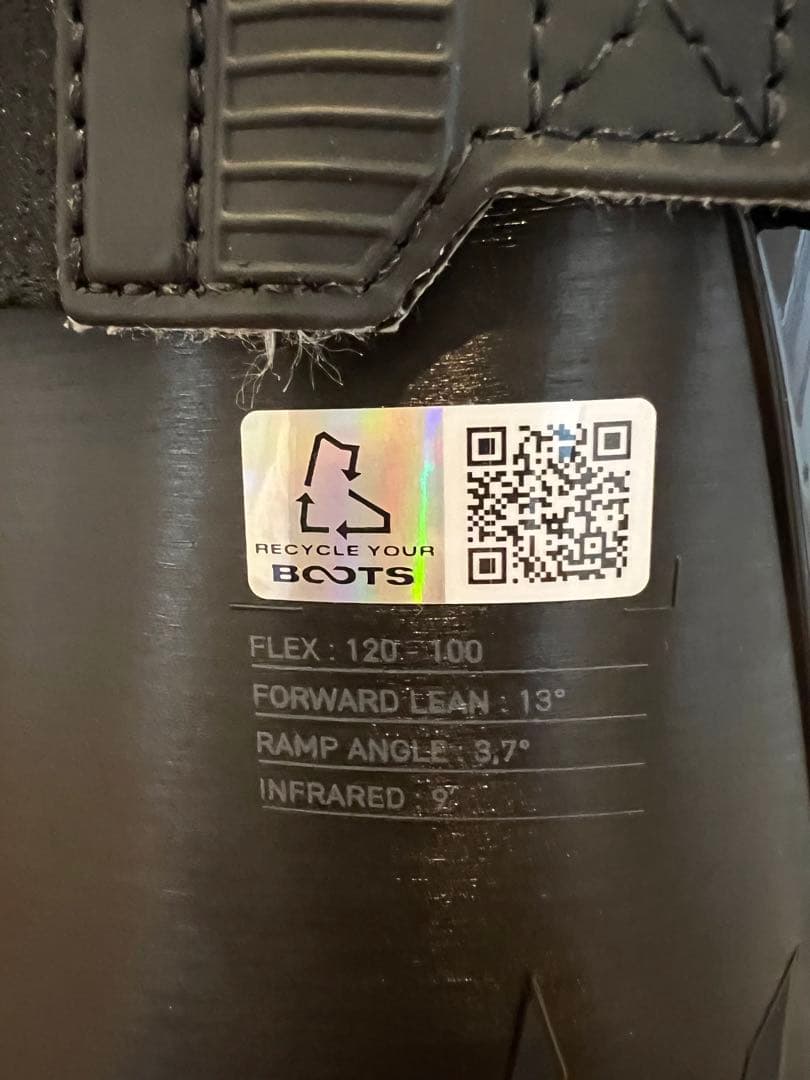 RECYCLE YOUR
BOOTS
FLEX : 120 - 100
FORWARD LEAN : 13°
RAMP ANGLE : 3,7°
INFRARED : 9'